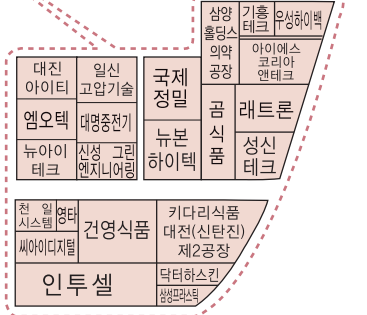 삼양
홀딩스
의약
공장
기흥
테크
우성하이백
아이에스
코리아
앤테크
대진
아이티
일신
고압기술
국제
정밀
곰
식
품
래트론
엠오텍
대명중전기
뉴본
하이텍
성신
테크
뉴아이
테크
신성 그린
엔지니어링
천 일
시스템
영타
건영식품
키다리식품
대전(신탄진)
제2공장
씨아이디지털
인투셀
닥터하스킨
삼성프라스틱